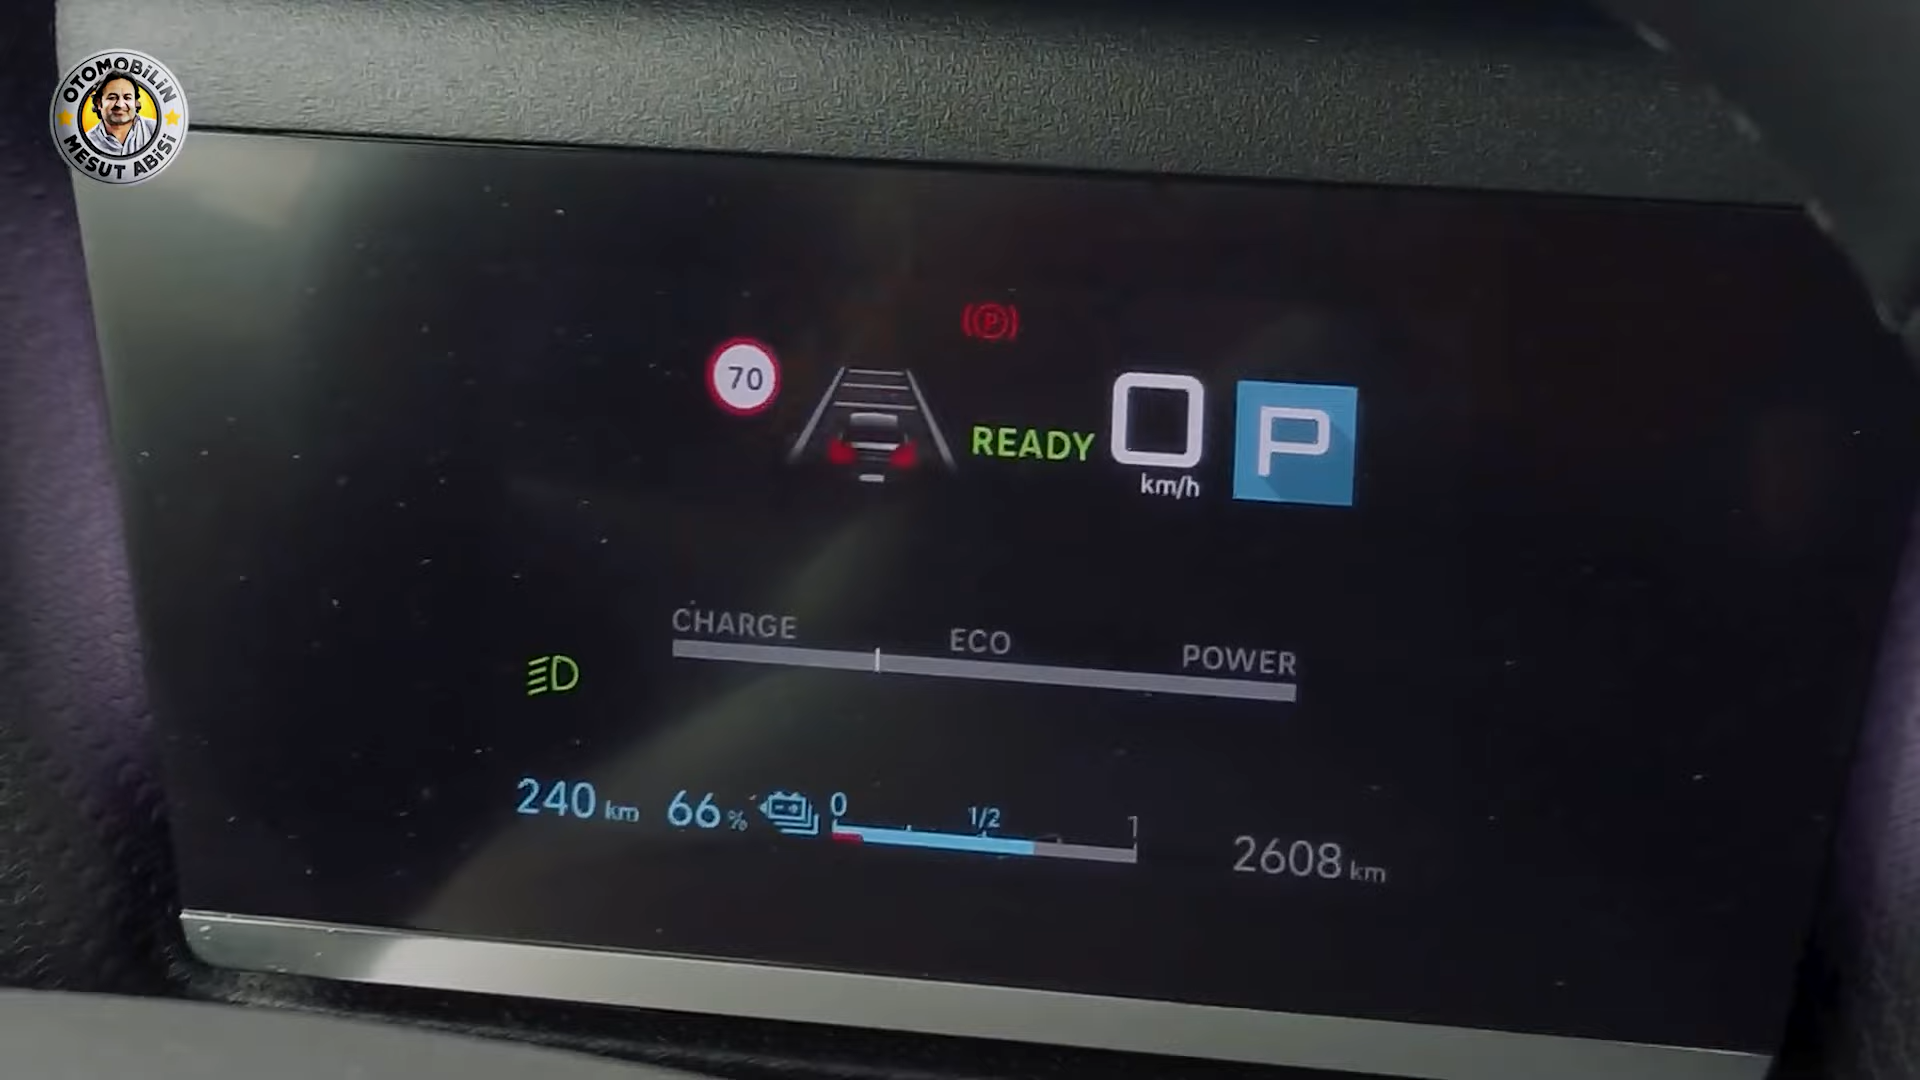 OTOMOBİLİN
MESUT ABİSİ
P
70
READY
0
km/h
P
CHARGE
ECO
POWER
240 km 66 % 0 1/2 1
2608 km